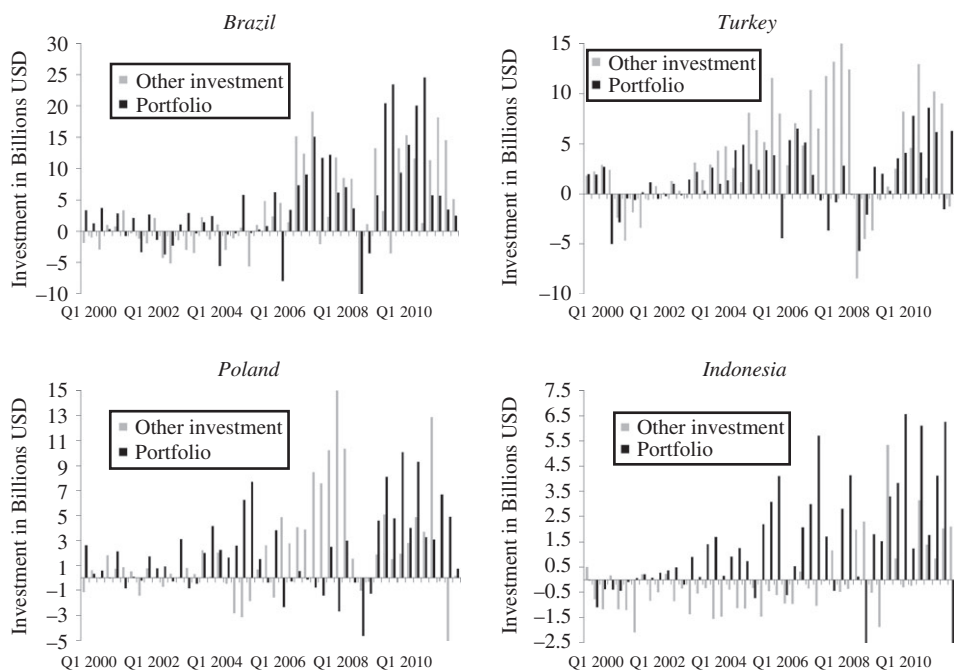 Brazil
Investment in Billions USD
30
25
20
15
10
5
0
−5
−10
Other investment
Portfolio
Q1 2000 Q1 2002 Q1 2004 Q1 2006 Q1 2008 Q1 2010
Turkey
Investment in Billions USD
15
10
5
0
−5
−10
Other investment
Portfolio
Q1 2000 Q1 2002 Q1 2004 Q1 2006 Q1 2008 Q1 2010
Poland
Investment in Billions USD
15
13
11
9
7
5
3
1
−1
−3
−5
Other investment
Portfolio
Q1 2000 Q1 2002 Q1 2004 Q1 2006 Q1 2008 Q1 2010
Indonesia
Investment in Billions USD
7.5
6.5
5.5
4.5
3.5
2.5
1.5
0.5
−0.5
−1.5
−2.5
Other investment
Portfolio
Q1 2000 Q1 2002 Q1 2004 Q1 2006 Q1 2008 Q1 2010